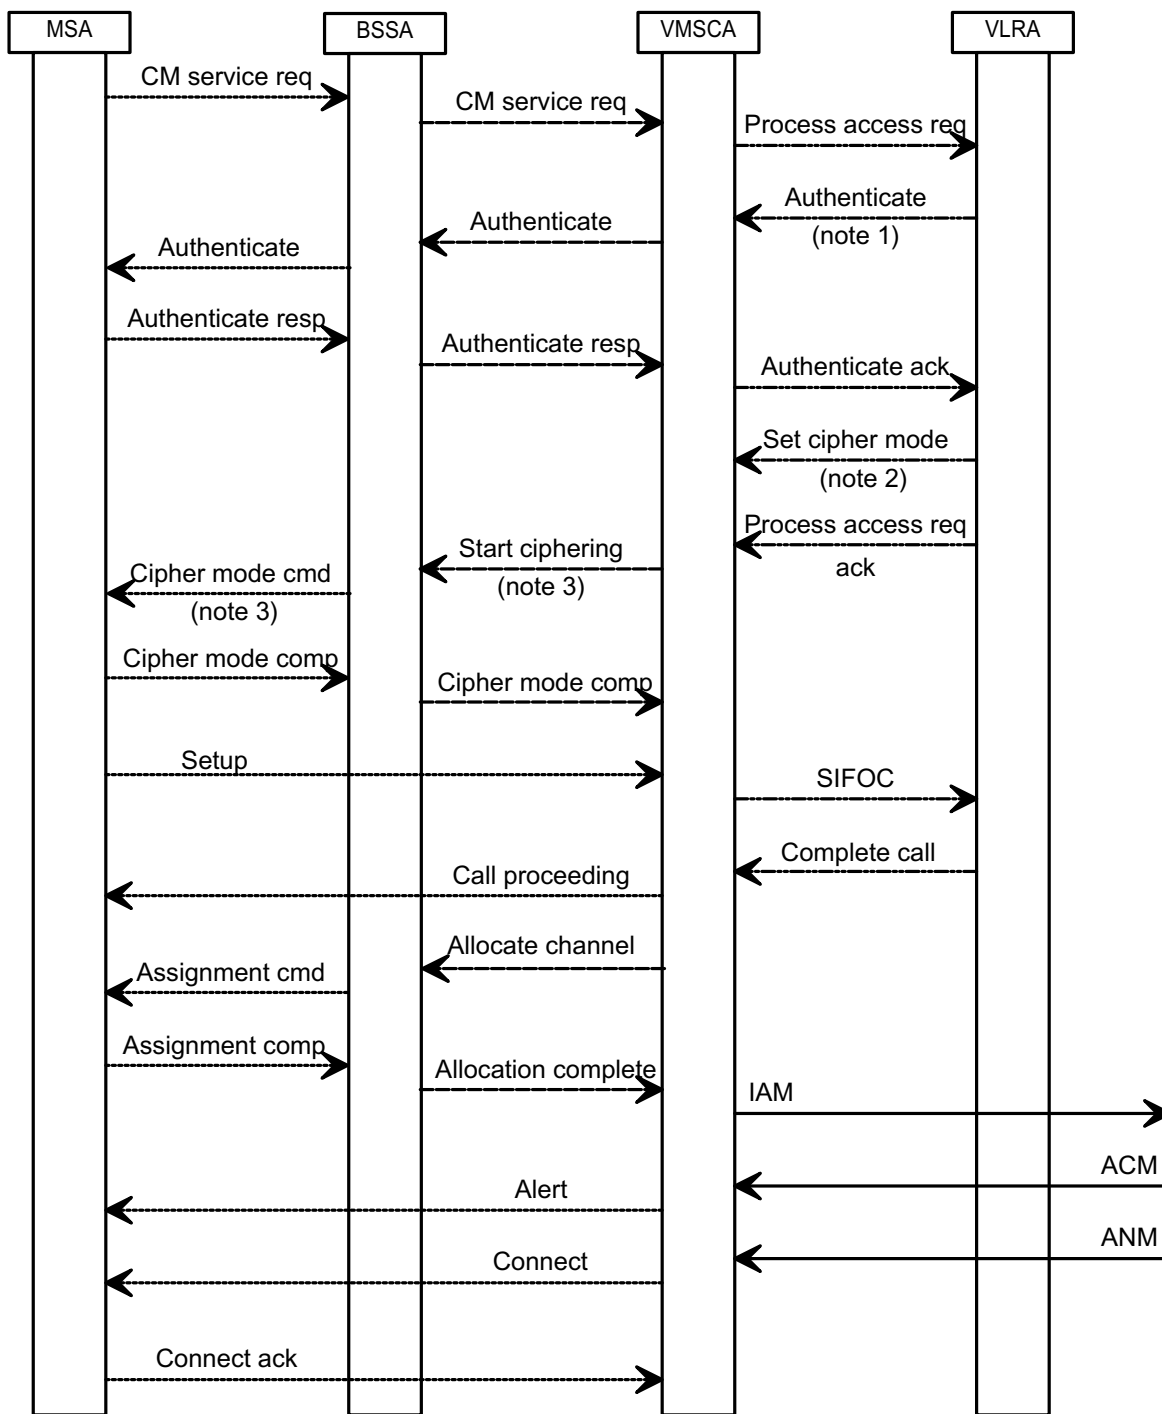 MSA
BSSA
VMSCA
VLRA
CM service req
CM service req
Process access req
Authenticate
(note 1)
Authenticate
Authenticate
Authenticate resp
Authenticate resp
Authenticate ack
Set cipher mode
(note 2)
Process access req
ack
Start ciphering
(note 3)
Cipher mode cmd
(note 3)
Cipher mode comp
Cipher mode comp
Setup
SIFOC
Complete call
Call proceeding
Allocate channel
Assignment cmd
Assignment comp
Allocation complete
IAM
ACM
Alert
ANM
Connect
Connect ack